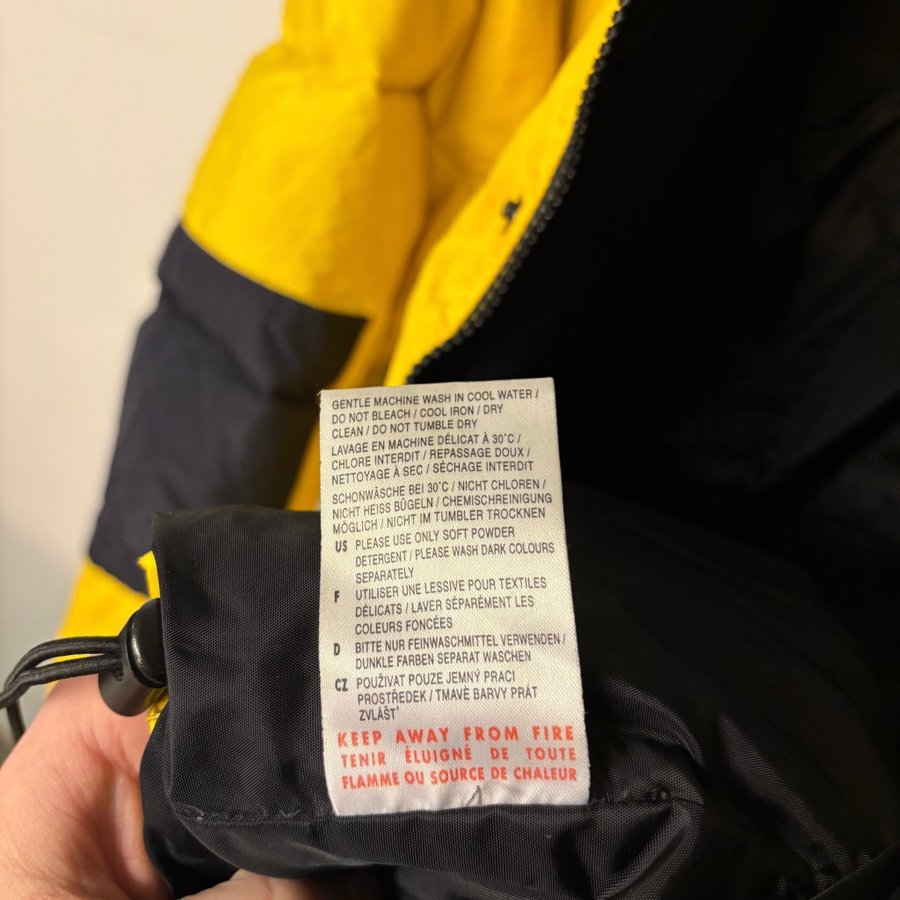 GENTLE MACHINE WASH IN COOL WATER /
DO NOT BLEACH / COOL IRON / DRY
CLEAN / DO NOT TUMBLE DRY
LAVAGE EN MACHINE DÉLICAT À 30°C /
CHLORE INTERDIT / REPASSAGE DOUX /
NETTOYAGE À SEC / SÉCHAGE INTERDIT
SCHONWÄSCHE BEI 30°C / NICHT CHLOREN /
NICHT HEISS BÜGELN / CHEMISCHREINIGUNG
MÖGLICH / NICHT IM TUMBLER TROCKNEN
US PLEASE USE ONLY SOFT POWDER
DETERGENT / PLEASE WASH DARK COLOURS
SEPARATELY
F UTILISER UNE LESSIVE POUR TEXTILES
DÉLICATS / LAVER SÉPARÉMENT LES
COULEURS FONCÉES
D BITTE NUR FEINWASCHMITTEL VERWENDEN /
DUNKLE FARBEN SEPARAT WASCHEN
CZ POUŽIVAT POUZE JEMNÝ PRACI
PROSTŘEDEK / TMAVÉ BARVY PRÁT
ZVLÁŠT'
KEEP AWAY FROM FIRE
TENIR ÉLUIGNÉ DE TOUTE
FLAMME OU SOURCE DE CHALEUR